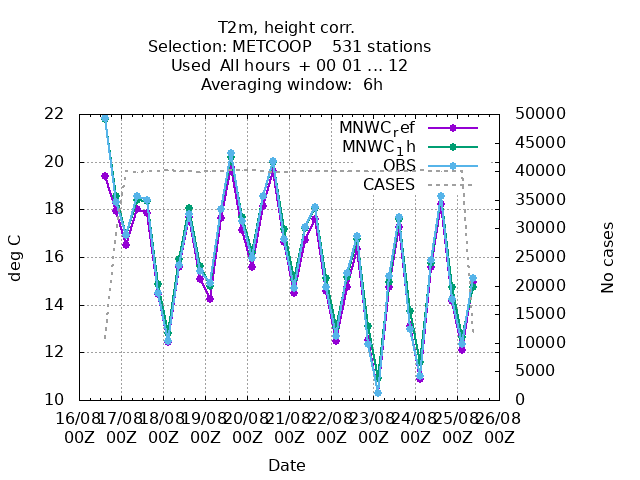 T2m, height corr.
Selection: METCOOP    531 stations
Used  All hours  + 00 01 ... 12
Averaging window:  6h
22 50000
MNWCref
45000
MNWC1h
20 OBS 40000
CASES
35000
18
30000
deg C
16 25000
No cases
20000
14
15000
12 10000
5000
10 0
16/08 17/08 18/08 19/08 20/08 21/08 22/08 23/08 24/08 25/08 26/08
00Z 00Z 00Z 00Z 00Z 00Z 00Z 00Z 00Z 00Z 00Z
Date